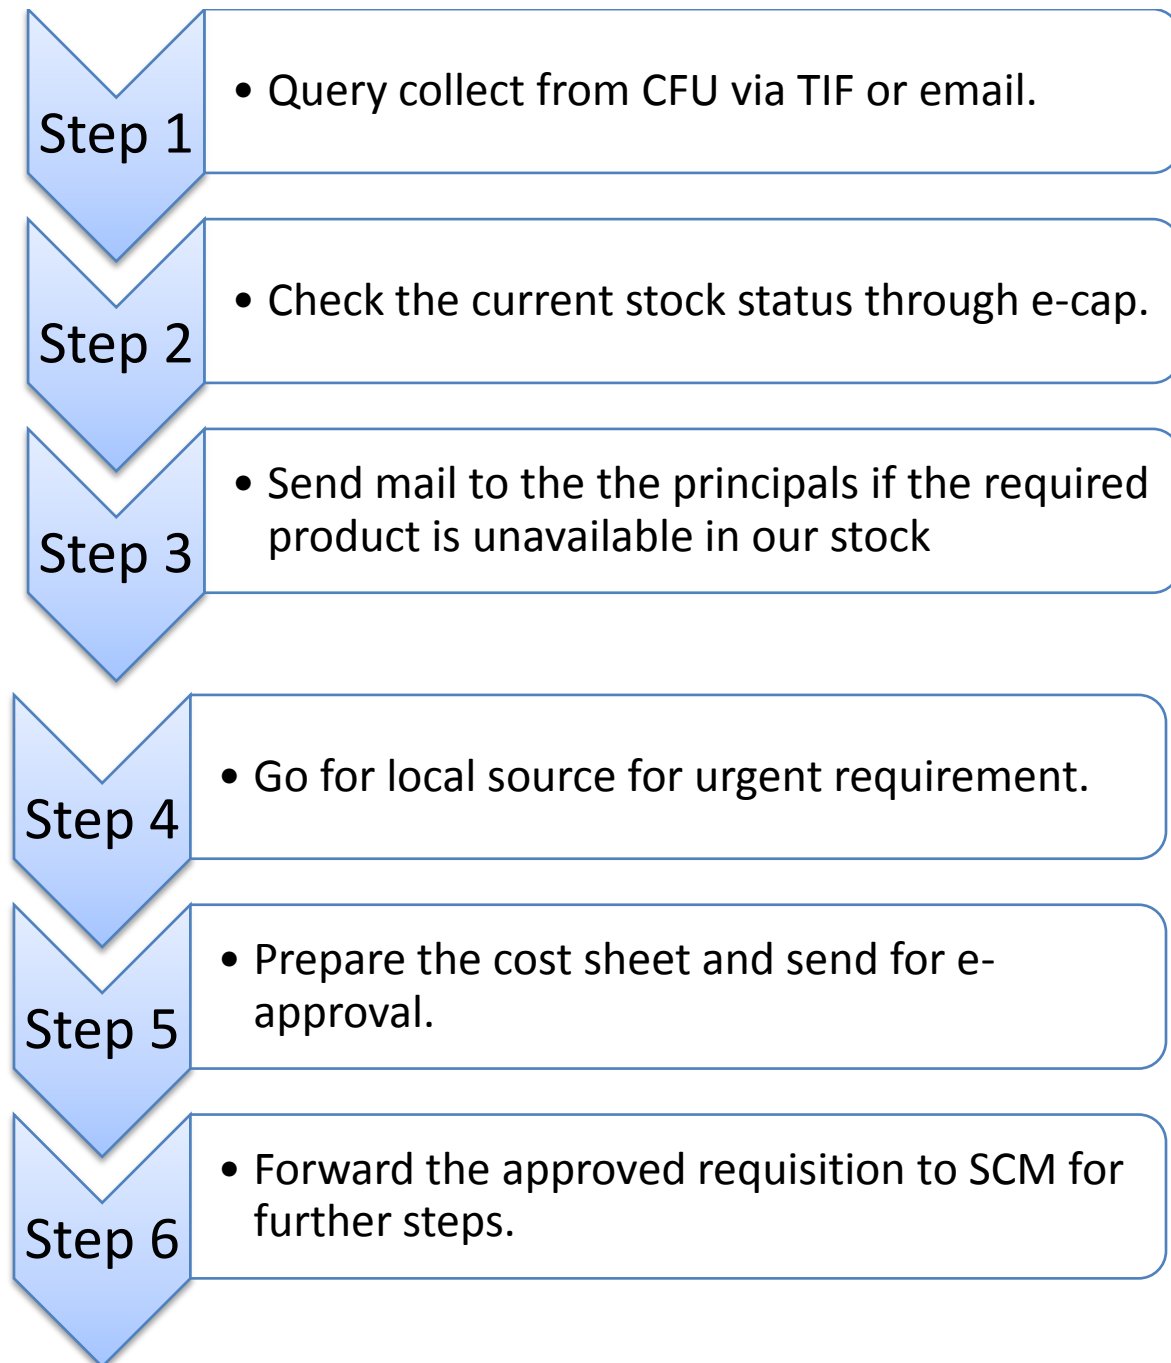 Step 1
• Query collect from CFU via TIF or email.
Step 2
• Check the current stock status through e-cap.
Step 3
• Send mail to the the principals if the required
product is unavailable in our stock
Step 4
• Go for local source for urgent requirement.
Step 5
• Prepare the cost sheet and send for e-
approval.
Step 6
• Forward the approved requisition to SCM for
further steps.